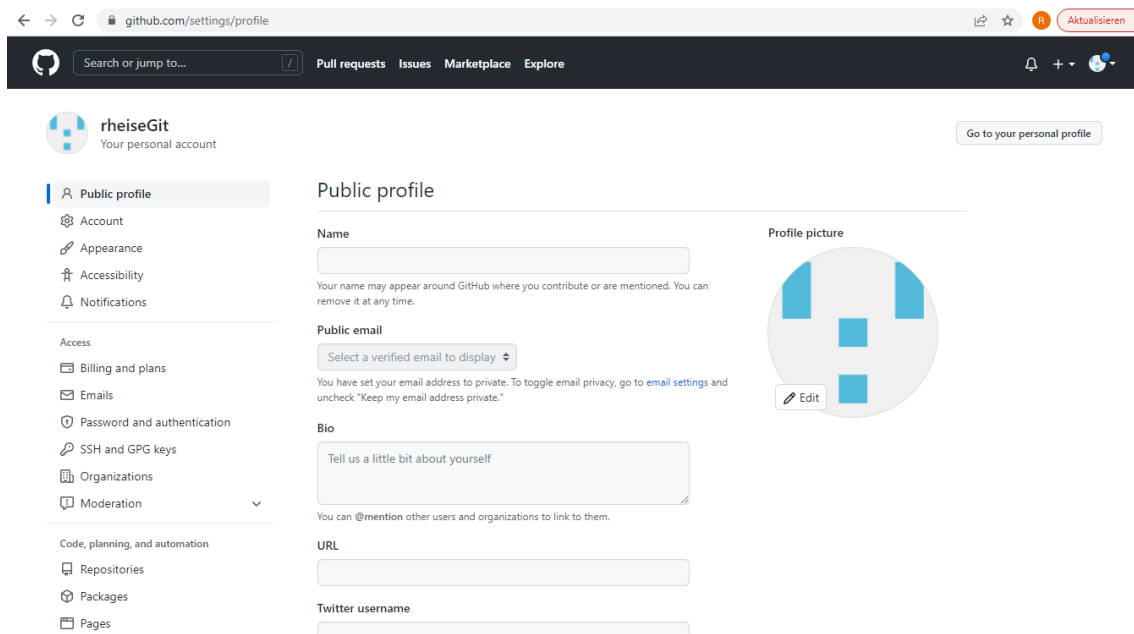 github.com/settings/profile
R
Aktualisieren
Search or jump to...
/
Pull requests
Issues
Marketplace
Explore
rheiseGit
Your personal account
Go to your personal profile
Public profile
Account
Appearance
Accessibility
Notifications
Access
Billing and plans
Emails
Password and authentication
SSH and GPG keys
Organizations
Moderation
Code, planning, and automation
Repositories
Packages
Pages
Public profile
Name
Your name may appear around GitHub where you contribute or are mentioned. You can
remove it at any time.
Public email
Select a verified email to display
You have set your email address to private. To toggle email privacy, go to email settings and
uncheck "Keep my email address private."
Bio
Tell us a little bit about yourself
You can @mention other users and organizations to link to them.
URL
Twitter username
Profile picture
Edit